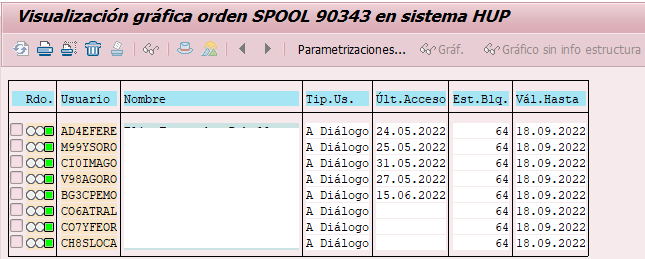 Visualización gráfica orden SPOOL 90343 en sistema HUP
Parametrizaciones... Gráf. Gráfico sin info estructura
Rdo. Usuario Nombre Tip.Us. Últ.Acceso Est.Blq. Vál.Hasta
AD4EFERE A Diálogo 24.05.2022 64 18.09.2022
M99YSORO A Diálogo 25.05.2022 64 18.09.2022
CI0IMAGO A Diálogo 31.05.2022 64 18.09.2022
V98AGORO A Diálogo 27.05.2022 64 18.09.2022
BG3CPEMO A Diálogo 15.06.2022 64 18.09.2022
CO6ATRAL A Diálogo 64 18.09.2022
CO7YFEOR A Diálogo 64 18.09.2022
CH8SLOCA A Diálogo 64 18.09.2022